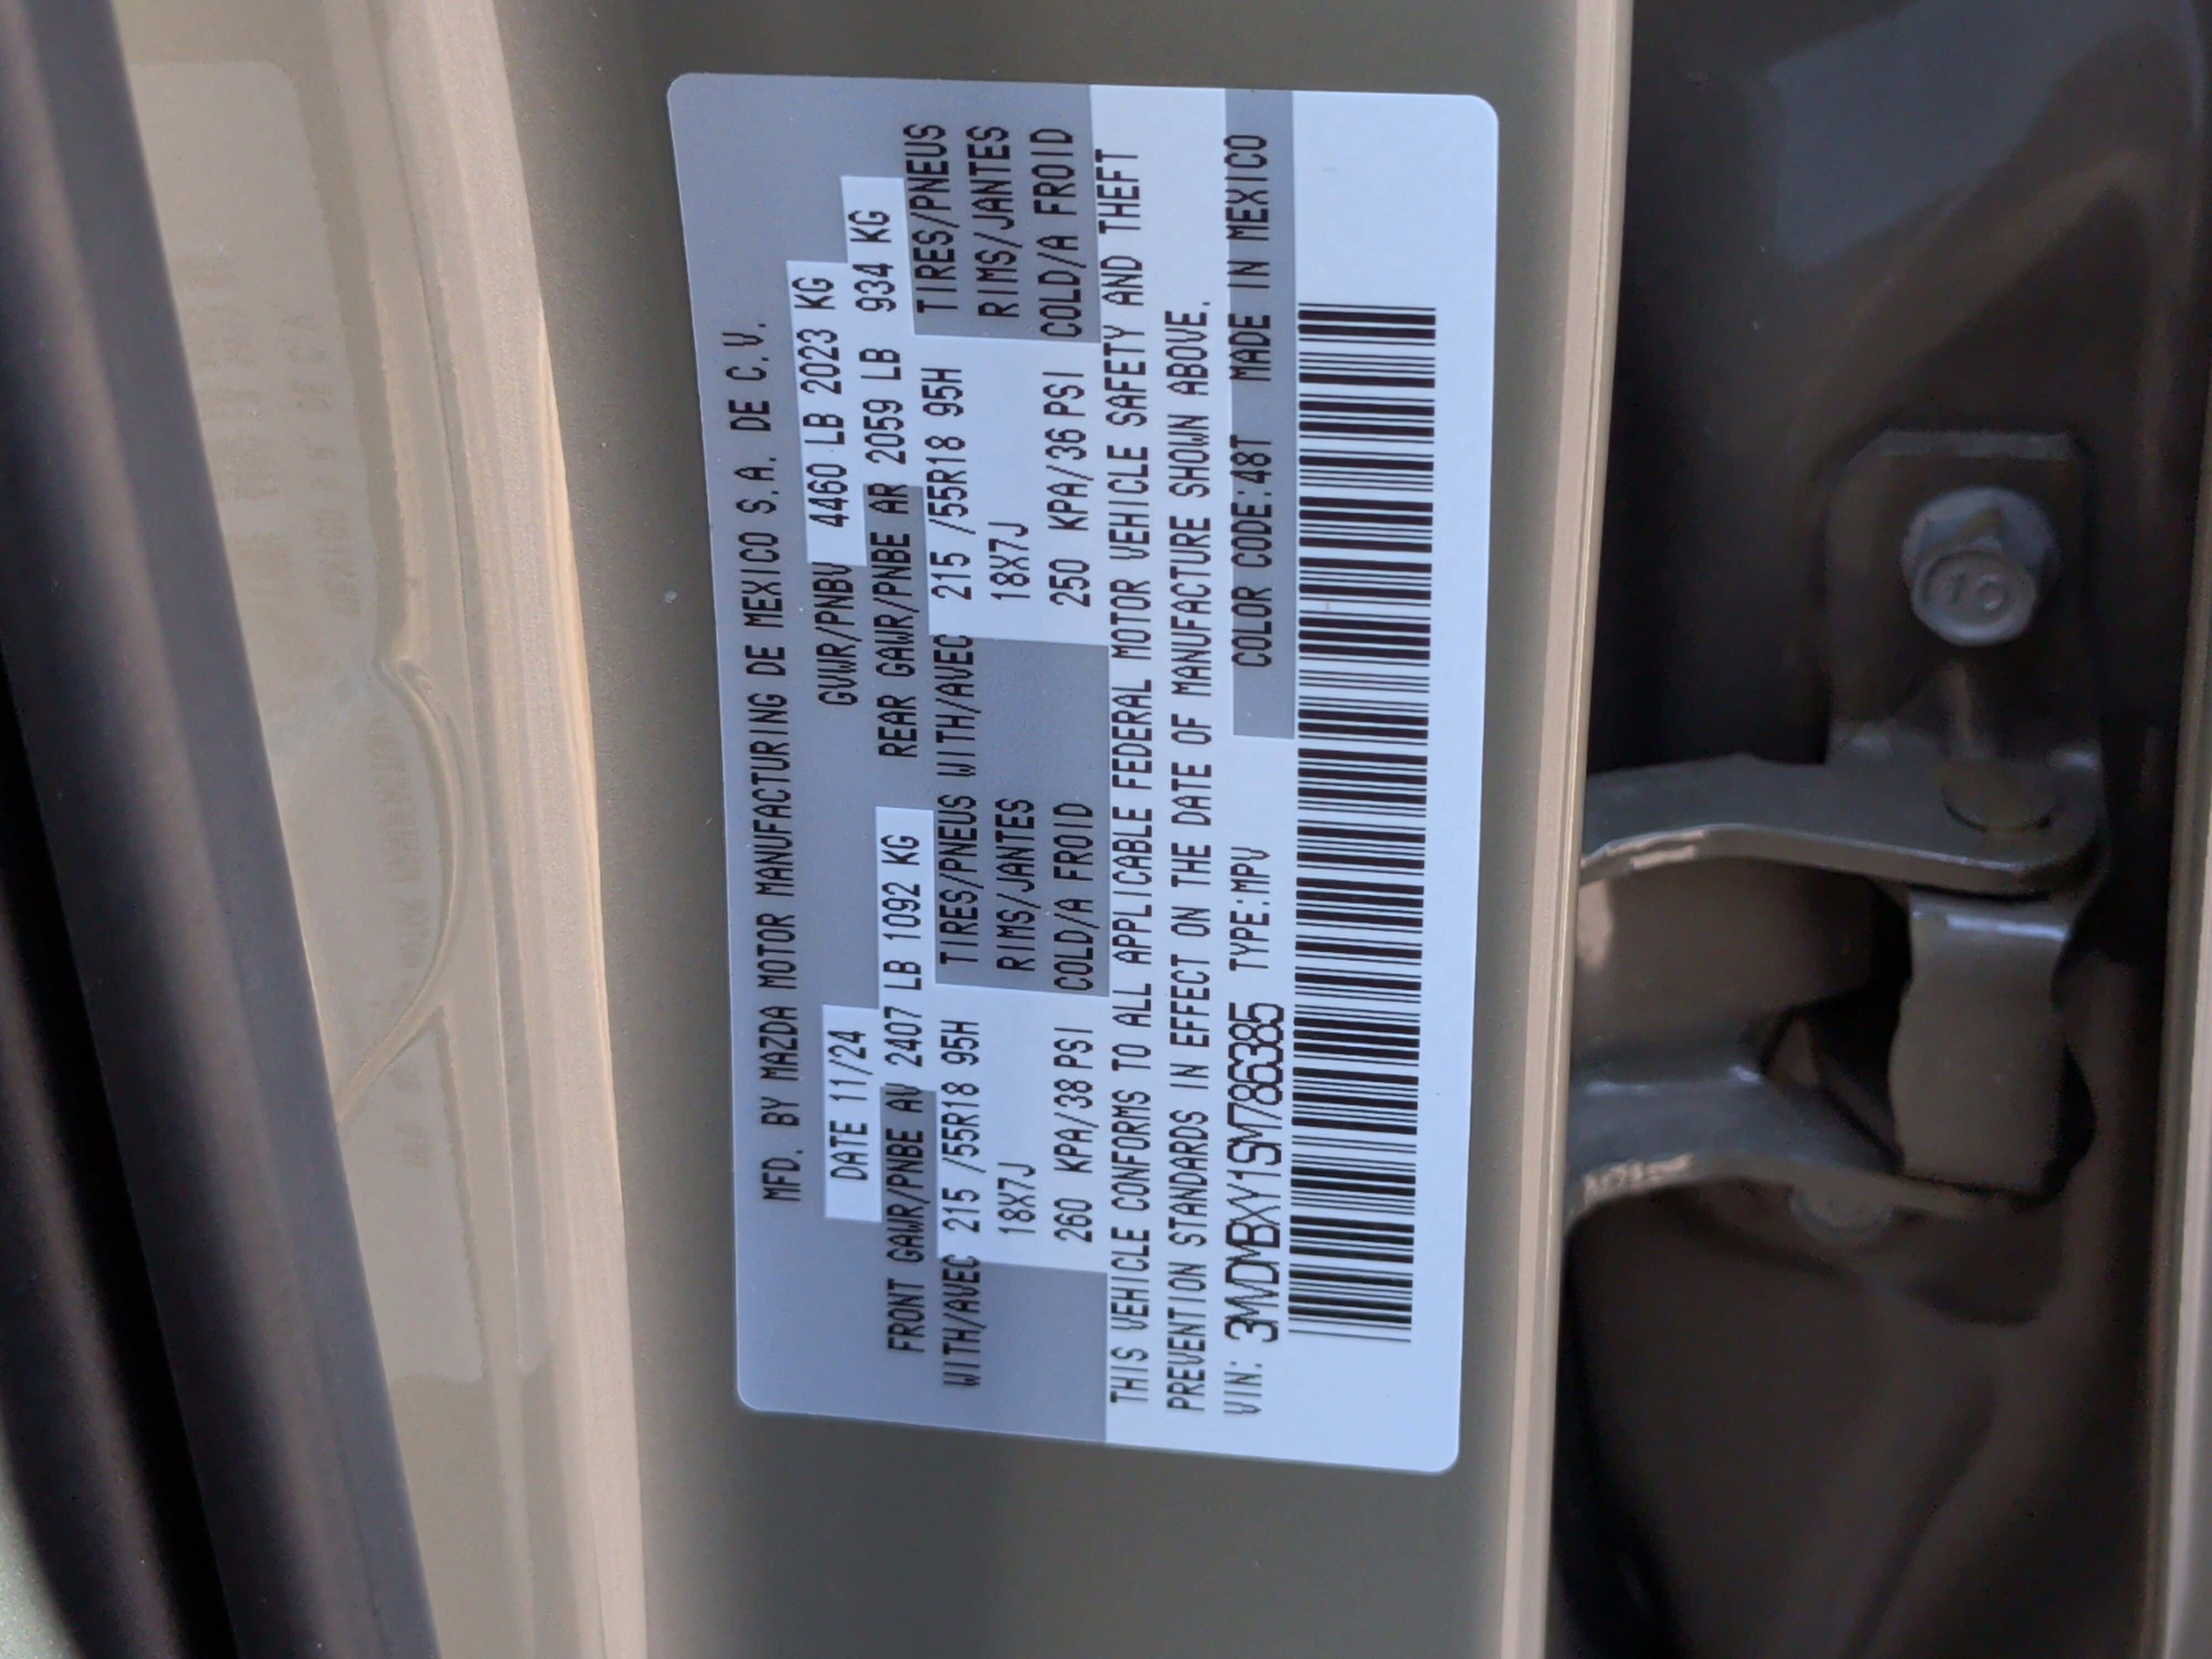 MFD. BY MAZDA MOTOR MANUFACTURING DE MEXICO S.A. DE C.V.
DATE 11/24 GVWR/PNBV 4460 LB 2023 KG
FRONT GAWR/PNBE AV 2407 LB 1092 KG REAR GAWR/PNBE AR 2059 LB 934 KG
WITH/AVEC 215 /55R18 95H TIRES/PNEUS WITH/AVEC 215 /55R18 95H TIRES/PNEUS
18X7J RIMS/JANTES 18X7J RIMS/JANTES
260 KPA/38 PSI COLD/A FROID 250 KPA/36 PSI COLD/A FROID
THIS VEHICLE CONFORMS TO ALL APPLICABLE FEDERAL MOTOR VEHICLE SAFETY AND THEFT
PREVENTION STANDARDS IN EFFECT ON THE DATE OF MANUFACTURE SHOWN ABOVE.
VIN: 3MVDMBXY1SM786385 TYPE:MPV COLOR CODE:48T MADE IN MEXICO
10